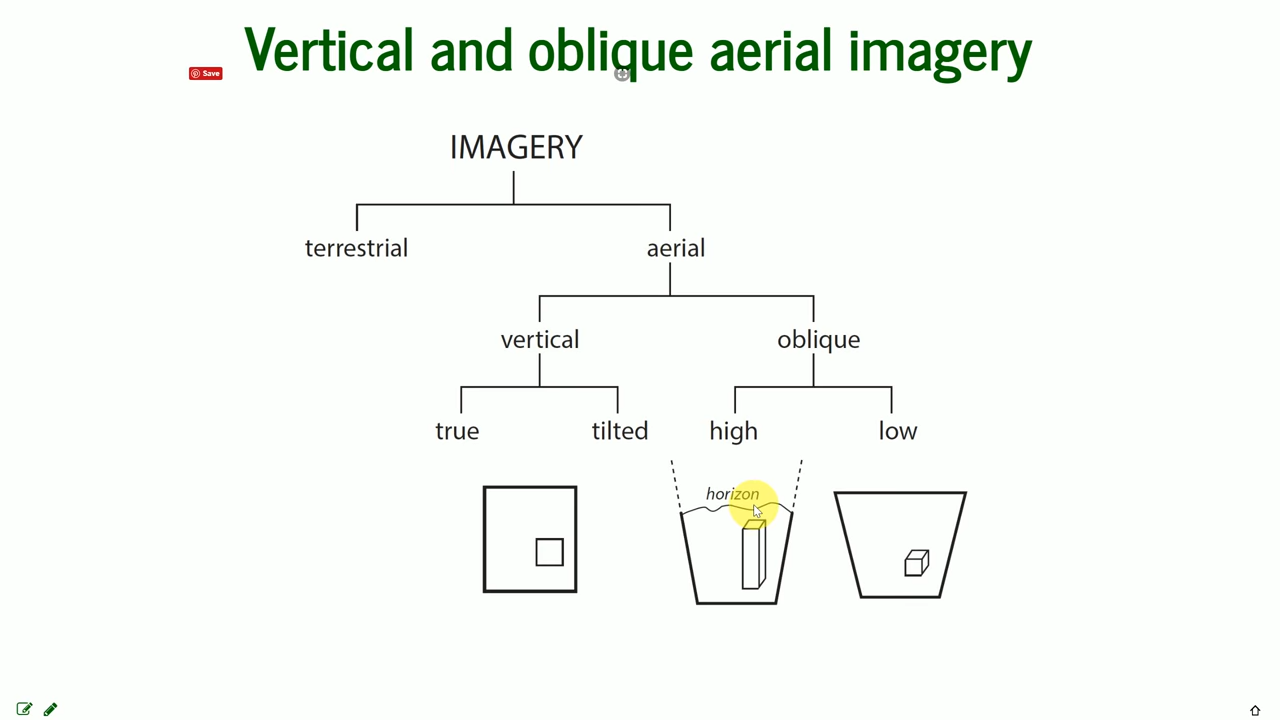 Vertical and oblique aerial imagery
Save
IMAGERY
terrestrial aerial
vertical oblique
true tilted high low
horizon